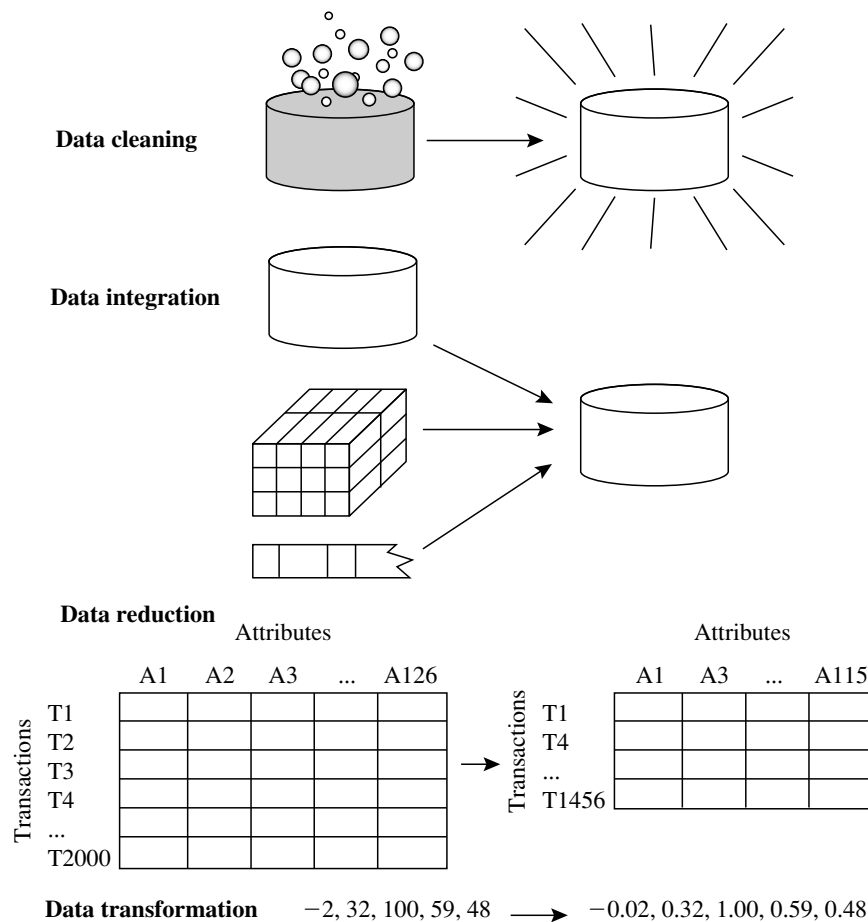 Data cleaning
Data integration
Data reduction
Attributes
A1 A2 A3 ... A126
Transactions
T1
T2
T3
T4
...
T2000
Attributes
A1 A3 ... A115
Transactions
T1
T4
...
T1456
Data transformation −2, 32, 100, 59, 48 −0.02, 0.32, 1.00, 0.59, 0.48